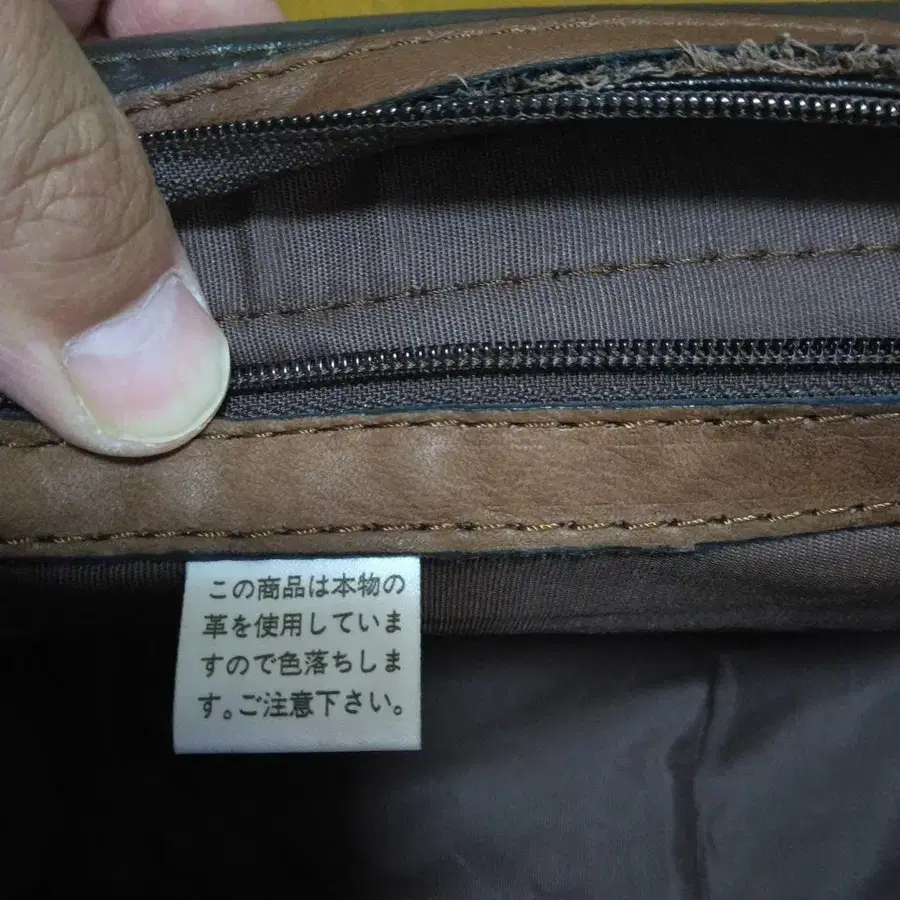 この商品は本物の
革を使用していま
すので色落ちしま
す。ご注意下さい。